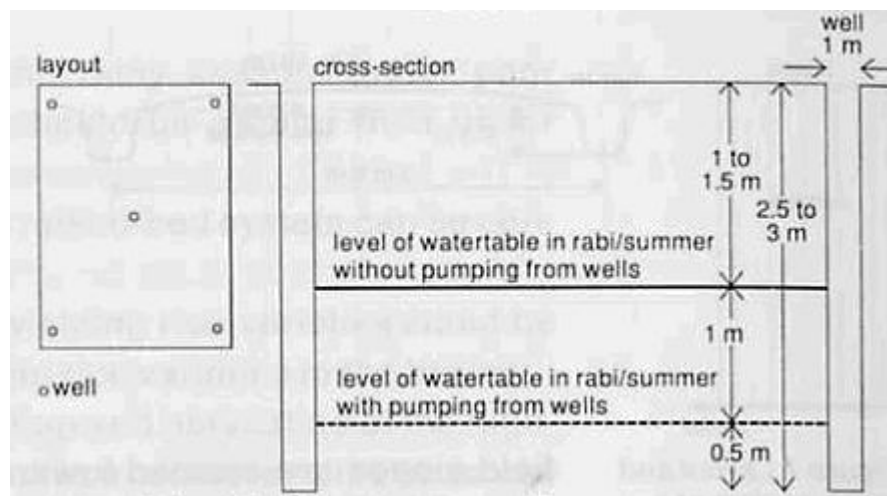 well
1 m
layout
cross-section
1 to
1.5 m
2.5 to
3 m
level of watertable in rabi/summer
without pumping from wells
1 m
well
level of watertable in rabi/summer
with pumping from wells
0.5 m